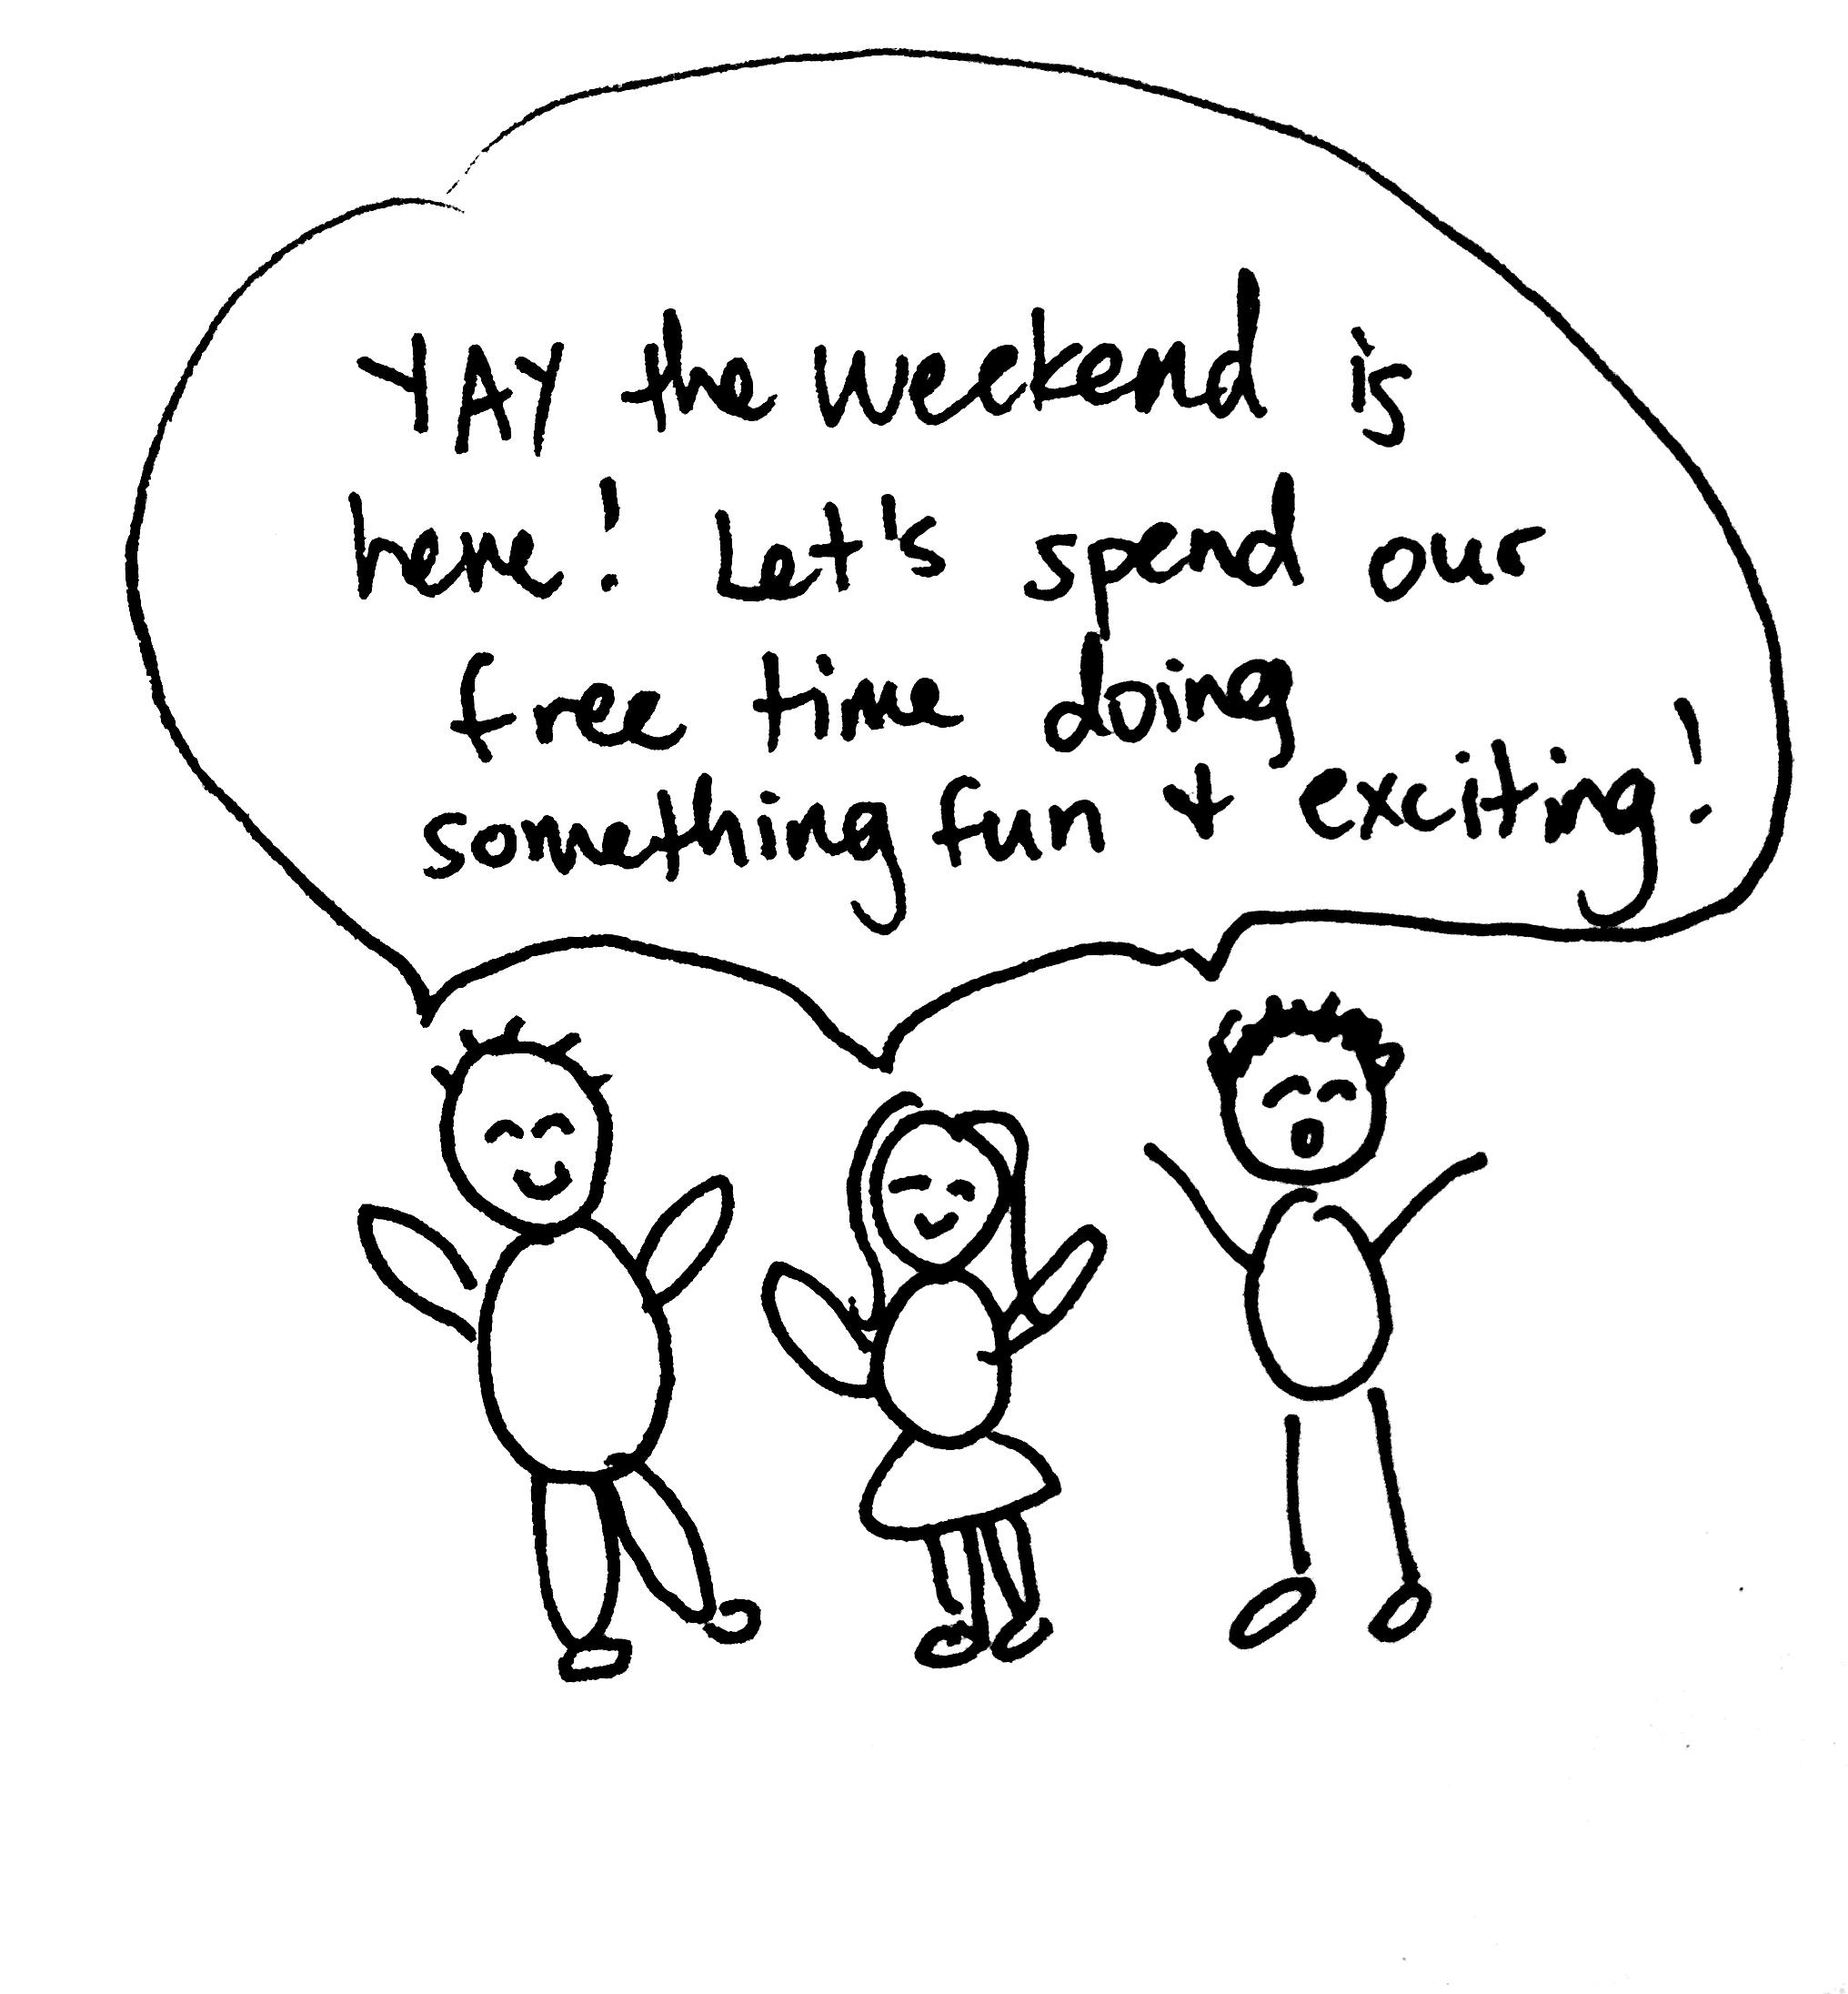 YAY the weekend is
here! Let's spend our
free time doing
something fun & exciting!